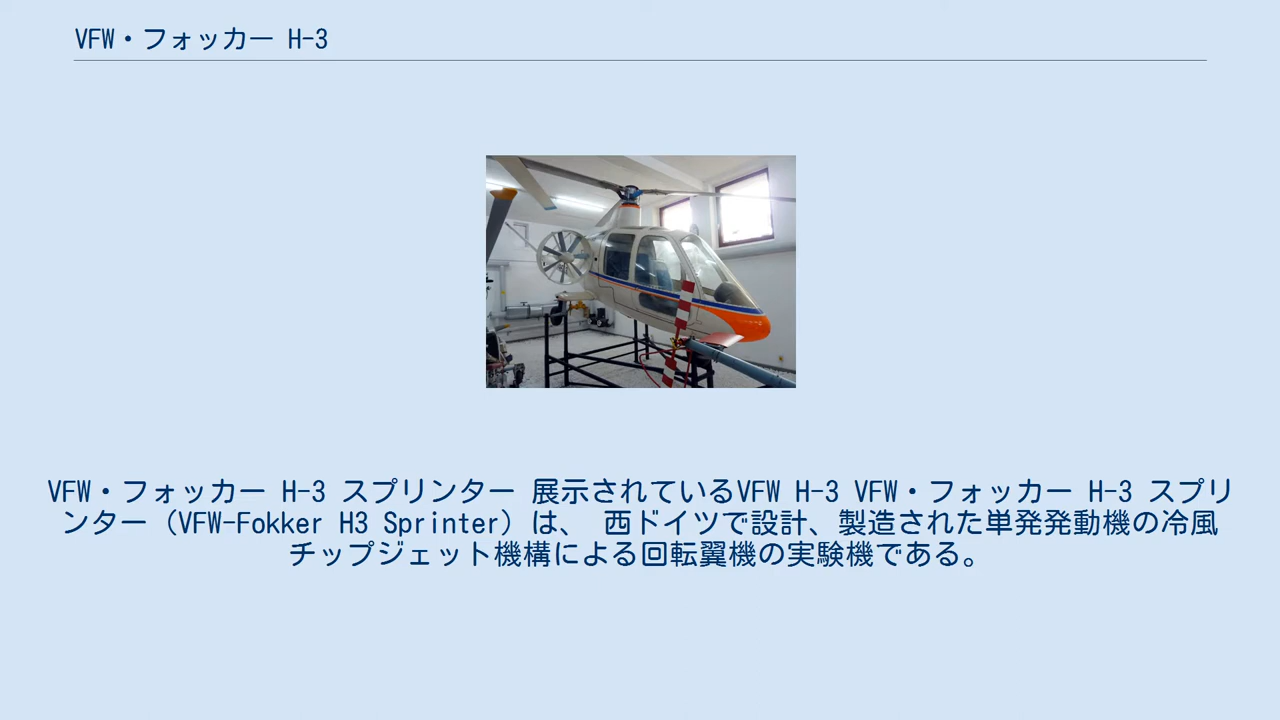 VFW・フォッカー H-3
VFW・フォッカー H-3 スプリンター 展示されているVFW H-3 VFW・フォッカー H-3 スプリ
ンター（VFW-Fokker H3 Sprinter）は、 西ドイツで設計、製造された単発発動機の冷風
チップジェット機構による回転翼機の実験機である。